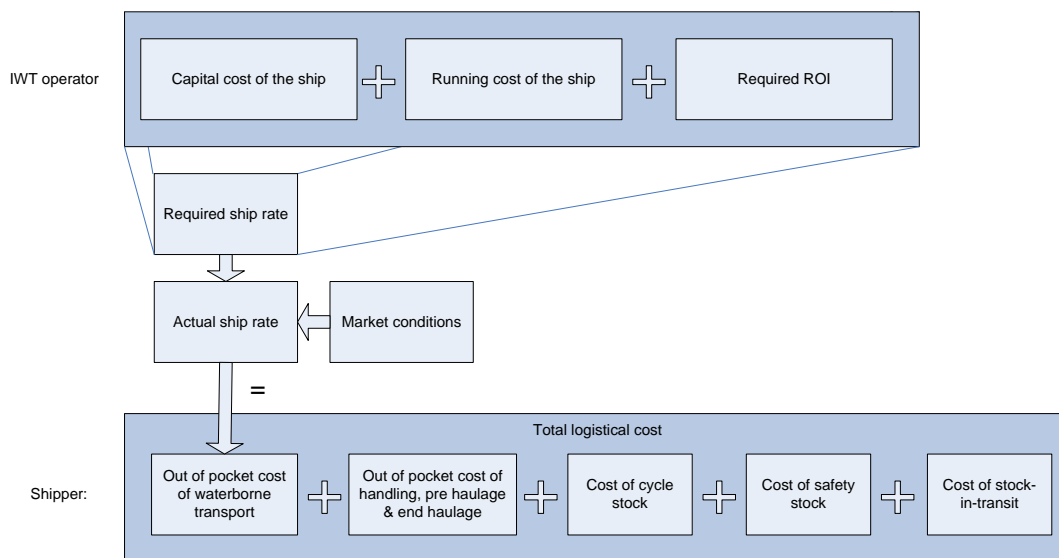 IWT operator
Capital cost of the ship
+
Running cost of the ship
+
Required ROI
Required ship rate
Actual ship rate
Market conditions
=
Total logistical cost
Shipper:
Out of pocket cost
of waterborne
transport
+
Out of pocket cost of
handling, pre haulage
& end haulage
+
Cost of cycle
stock
+
Cost of safety
stock
+
Cost of stock-
in-transit